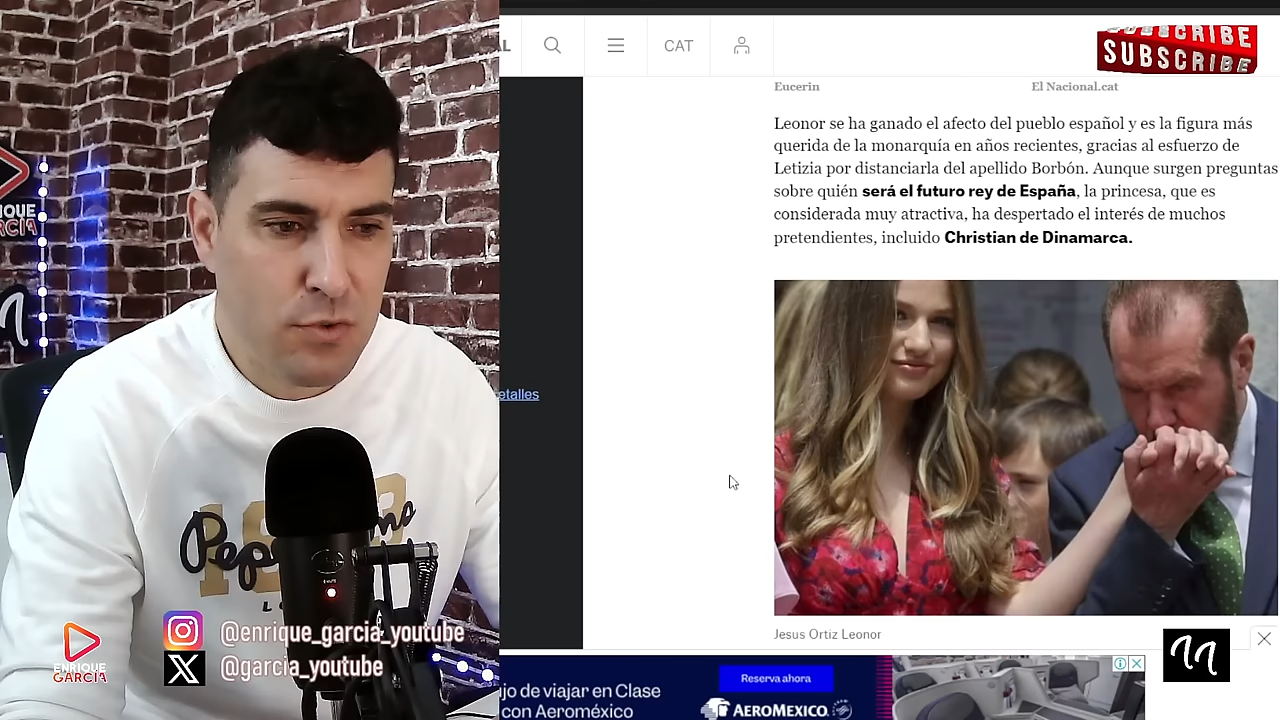 CAT
SUBSCRIBE
SUBSCRIBE
Eucerin
El Nacional.cat
Leonor se ha ganado el afecto del pueblo español y es la figura más
querida de la monarquía en años recientes, gracias al esfuerzo de
Letizia por distanciarla del apellido Borbón. Aunque surgen preguntas
sobre quién será el futuro rey de España, la princesa, que es
considerada muy atractiva, ha despertado el interés de muchos
pretendientes, incluido Christian de Dinamarca.
etalles
Jesus Ortiz Leonor
@enrique_garcia_youtube
@garcia_youtube
ENRIQUE
GARCIA
Reserva ahora
jo de viajar en Clase
con Aeroméxico
AEROMEXICO.